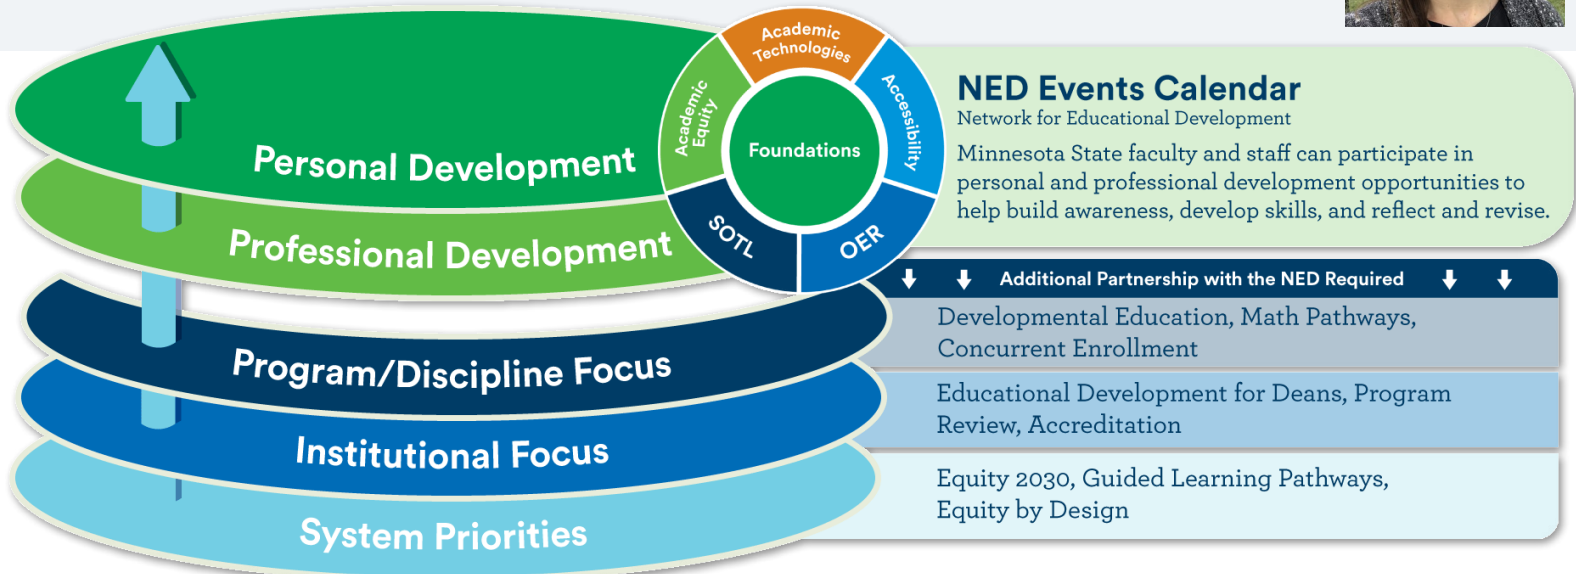 Personal Development
Professional Development
Program/Discipline Focus
Institutional Focus
System Priorities
Academic
Technologies
Accessibility
OER
SOTL
Academic
Equity
Foundations
NED Events Calendar
Network for Educational Development
Minnesota State faculty and staff can participate in
personal and professional development opportunities to
help build awareness, develop skills, and reflect and revise.
Additional Partnership with the NED Required
Developmental Education, Math Pathways,
Concurrent Enrollment
Educational Development for Deans, Program
Review, Accreditation
Equity 2030, Guided Learning Pathways,
Equity by Design